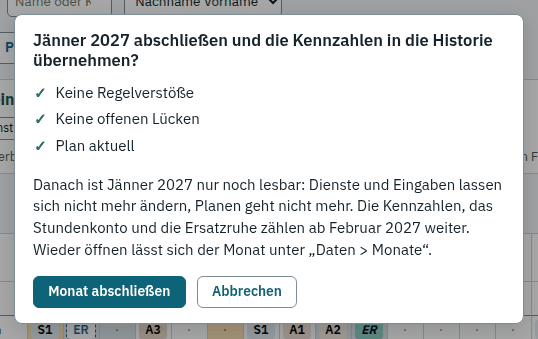 Name oder K
Nachname Vorname
Jänner 2027 abschließen und die Kennzahlen in die Historie
übernehmen?
✓ Keine Regelverstöße
✓ Keine offenen Lücken
✓ Plan aktuell
Danach ist Jänner 2027 nur noch lesbar: Dienste und Eingaben lassen
sich nicht mehr ändern, Planen geht nicht mehr. Die Kennzahlen, das
Stundenkonto und die Ersatzruhe zählen ab Februar 2027 weiter.
Wieder öffnen lässt sich der Monat unter „Daten > Monate“.
Monat abschließen Abbrechen
S1 ER · A3 · · S1 A1 A2 ER · · · ·